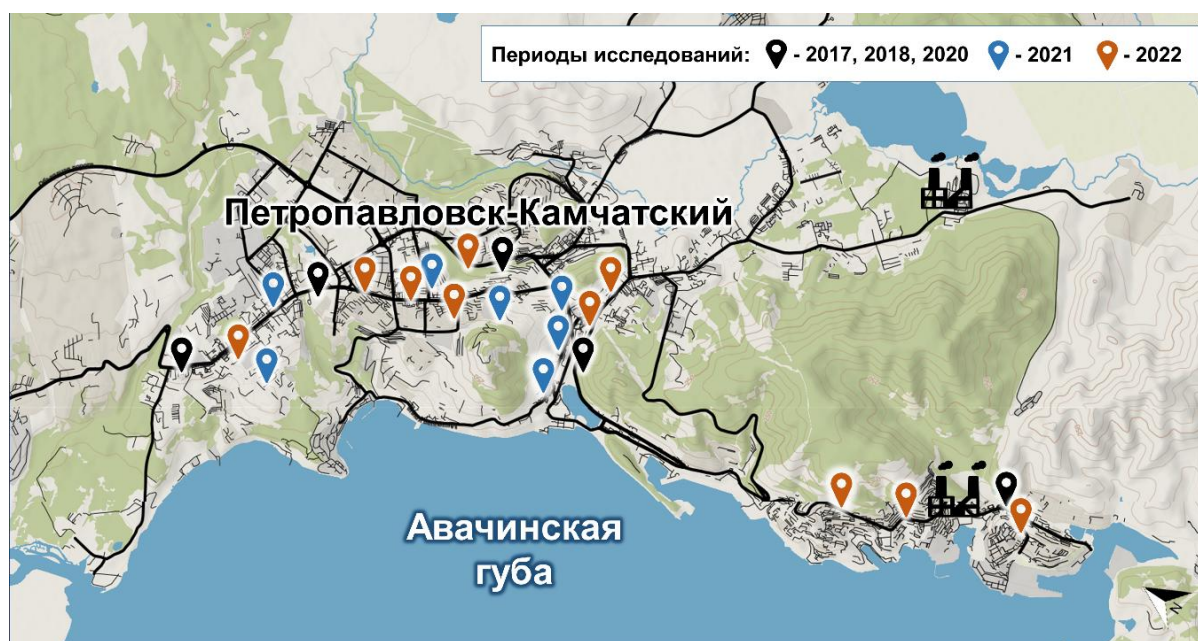 Периоды исследований: - 2017, 2018, 2020 - 2021 - 2022
Петропавловск-Камчатский
Авачинская
губа
N